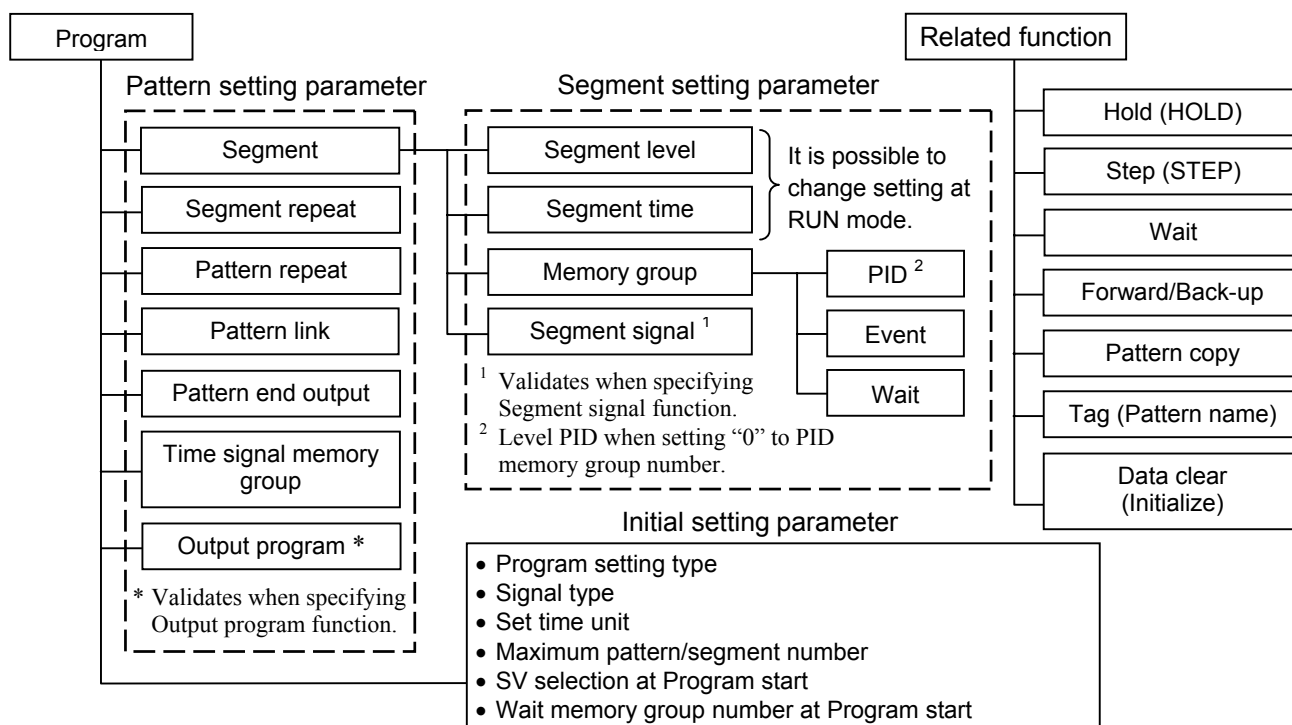 Program
Related function
Pattern setting parameter
Segment
Segment repeat
Pattern repeat
Pattern link
Pattern end output
Time signal memory
group
Output program *
* Validates when specifying
Output program function.
Segment setting parameter
Segment level
Segment time
It is possible to
change setting at
RUN mode.
Memory group
Segment signal 1
PID 2
Event
Wait
1 Validates when specifying
Segment signal function.
2 Level PID when setting “0” to PID
memory group number.
Hold (HOLD)
Step (STEP)
Wait
Forward/Back-up
Pattern copy
Tag (Pattern name)
Data clear
(Initialize)
Initial setting parameter
• Program setting type
• Signal type
• Set time unit
• Maximum pattern/segment number
• SV selection at Program start
• Wait memory group number at Program start